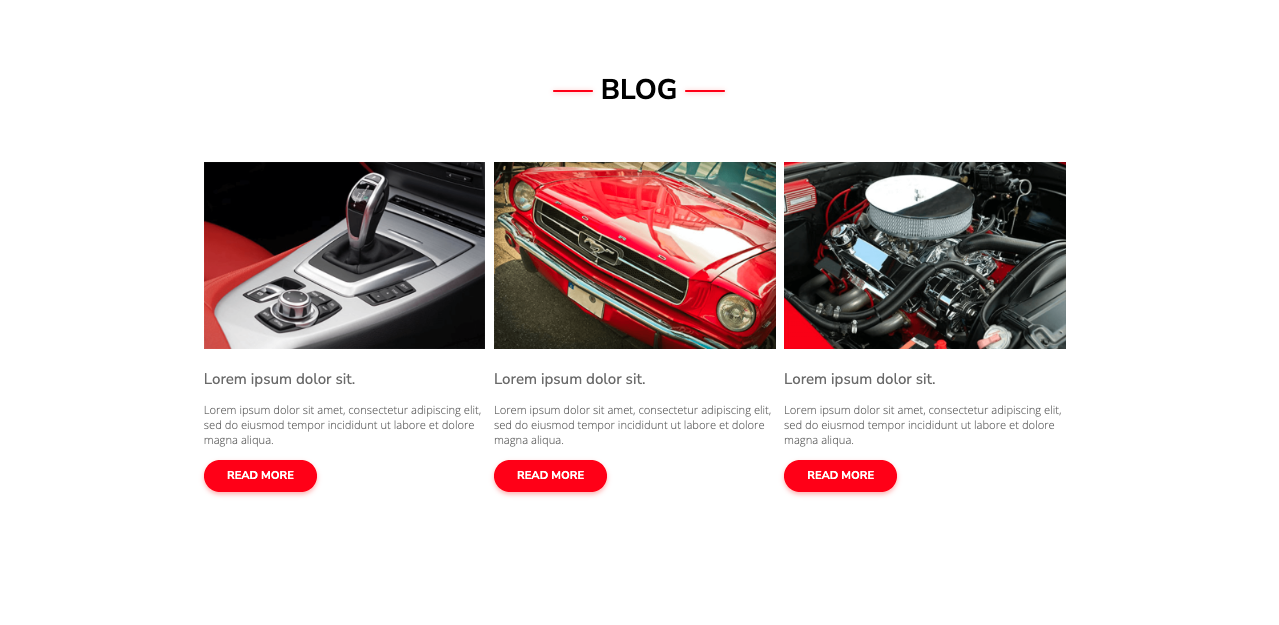 BLOG
FORD
Lorem ipsum dolor sit.
Lorem ipsum dolor sit amet, consectetur adipiscing elit,
sed do eiusmod tempor incididunt ut labore et dolore
magna aliqua.
READ MORE
Lorem ipsum dolor sit.
Lorem ipsum dolor sit amet, consectetur adipiscing elit,
sed do eiusmod tempor incididunt ut labore et dolore
magna aliqua.
READ MORE
Lorem ipsum dolor sit.
Lorem ipsum dolor sit amet, consectetur adipiscing elit,
sed do eiusmod tempor incididunt ut labore et dolore
magna aliqua.
READ MORE